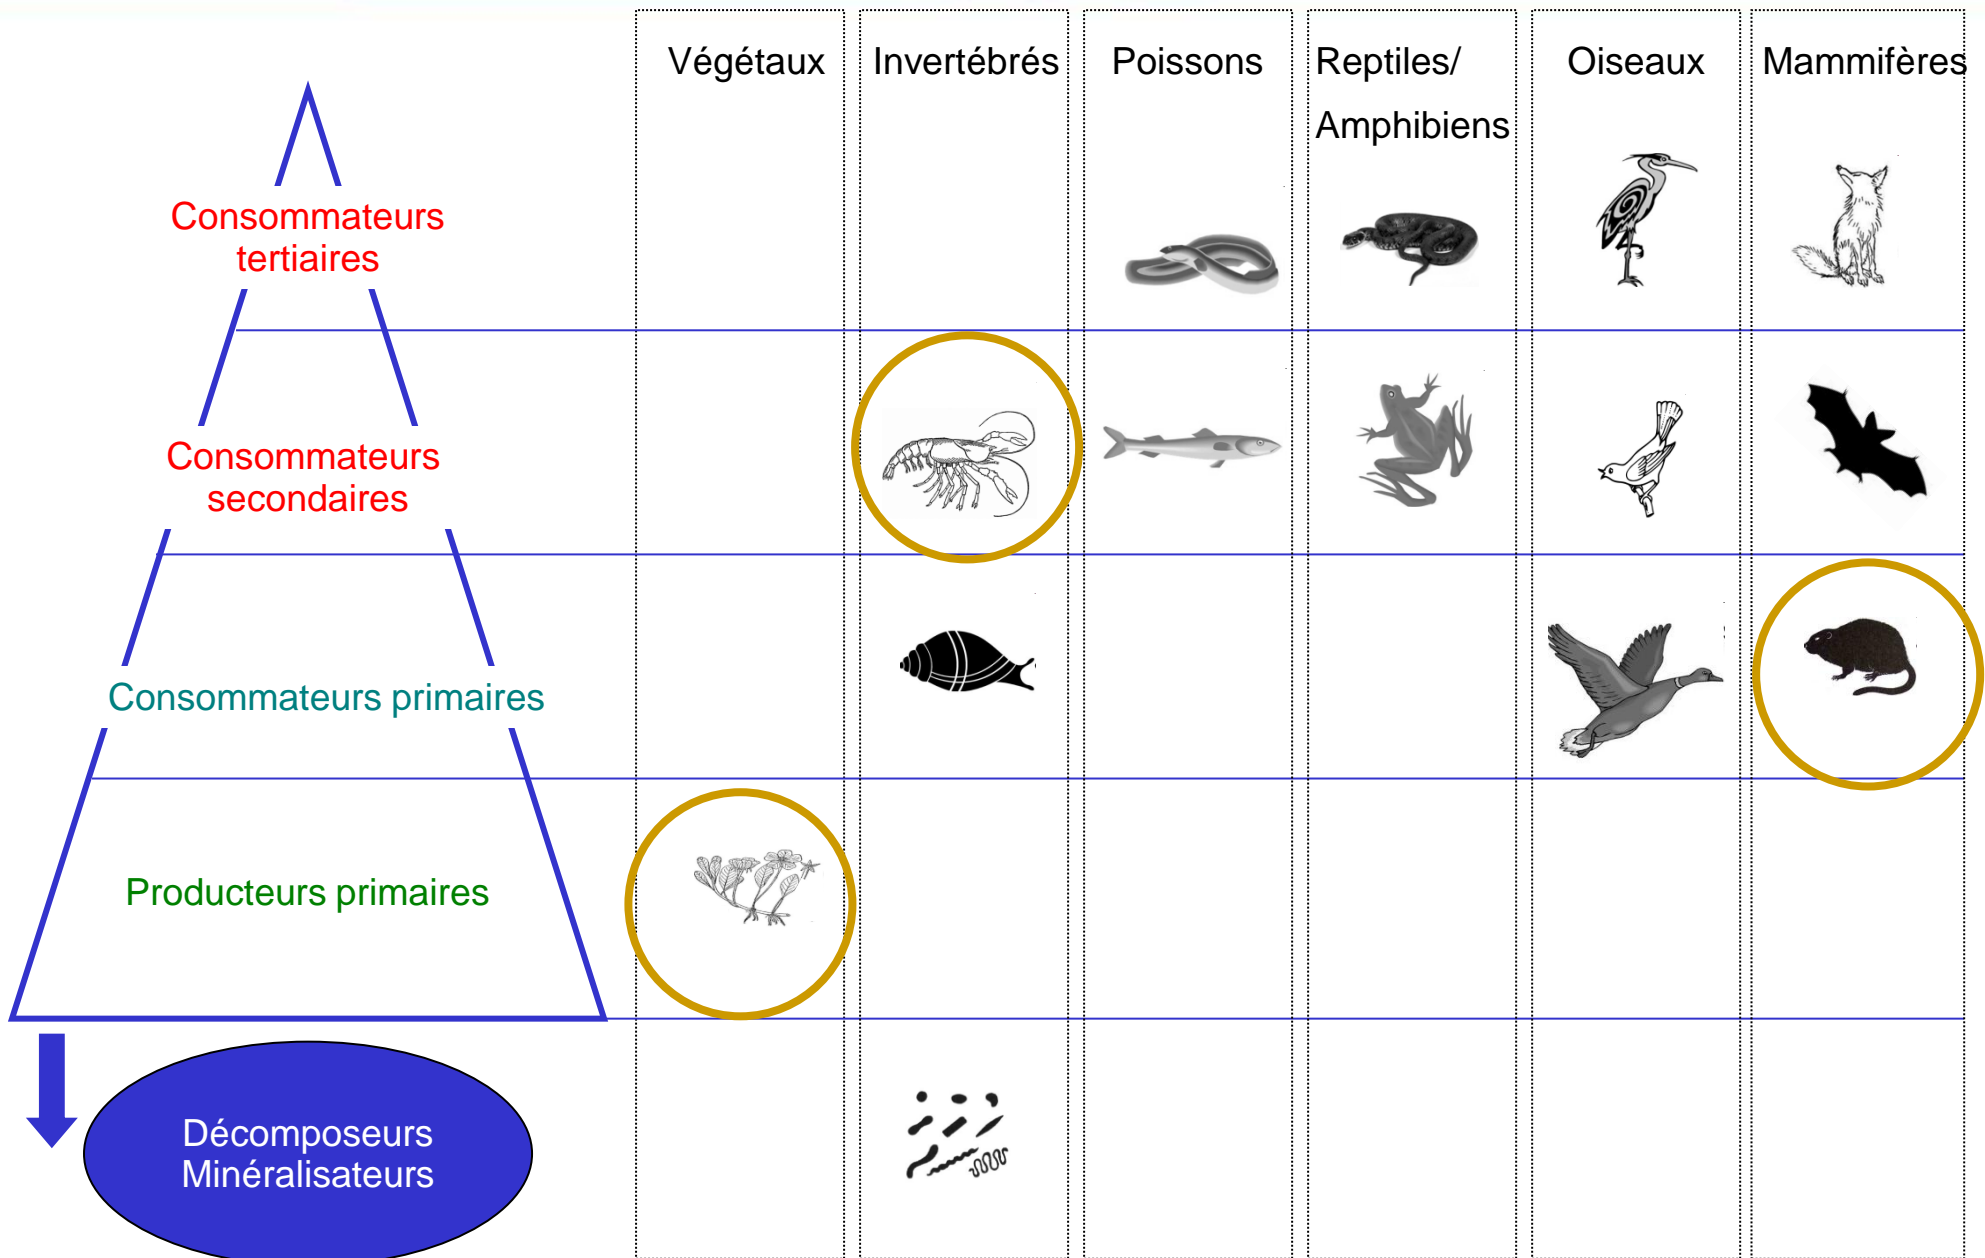 Végétaux
Invertébrés
Poissons
Reptiles/
Amphibiens
Oiseaux
Mammifères
Consommateurs
tertiaires
Consommateurs
secondaires
Consommateurs primaires
Producteurs primaires
Décomposeurs
Minéralisateurs